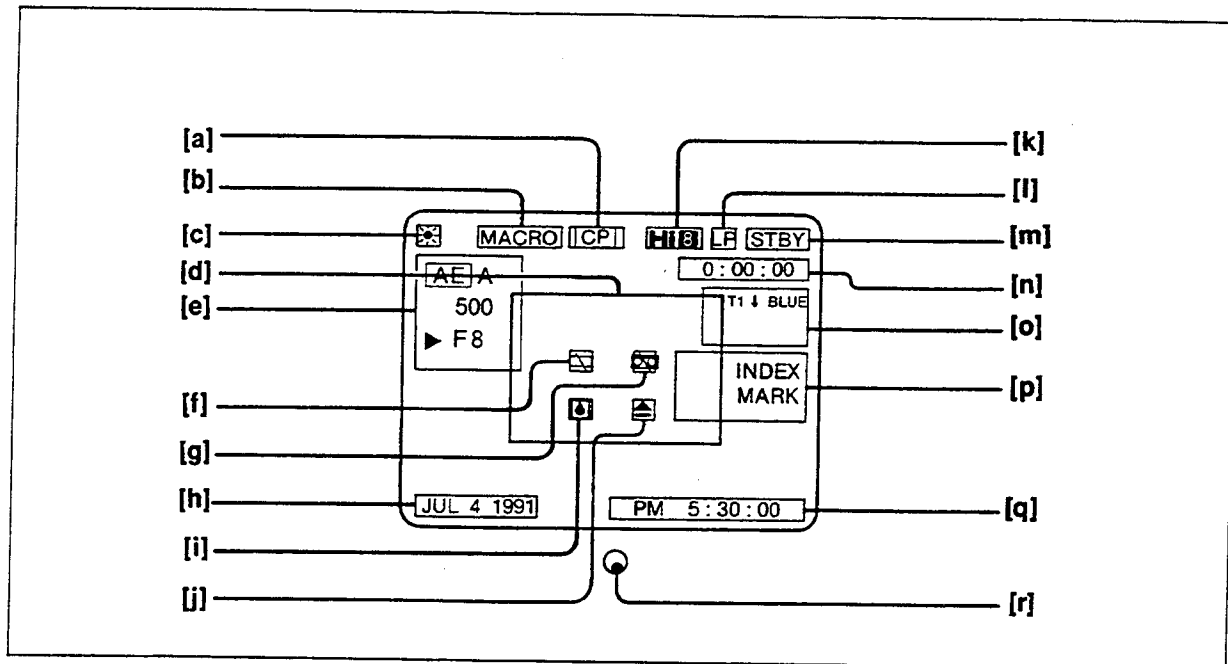 [a]
[b]
[c]
[d]
[e]
[f]
[g]
[h]
[i]
[j]
MACRO CP Hi8 LP STBY
AE A
500
▶ F8
0:00:00
T1 ↓ BLUE
INDEX
MARK
JUL 4 1991
PM 5:30:00
[k]
[l]
[m]
[n]
[o]
[p]
[q]
[r]